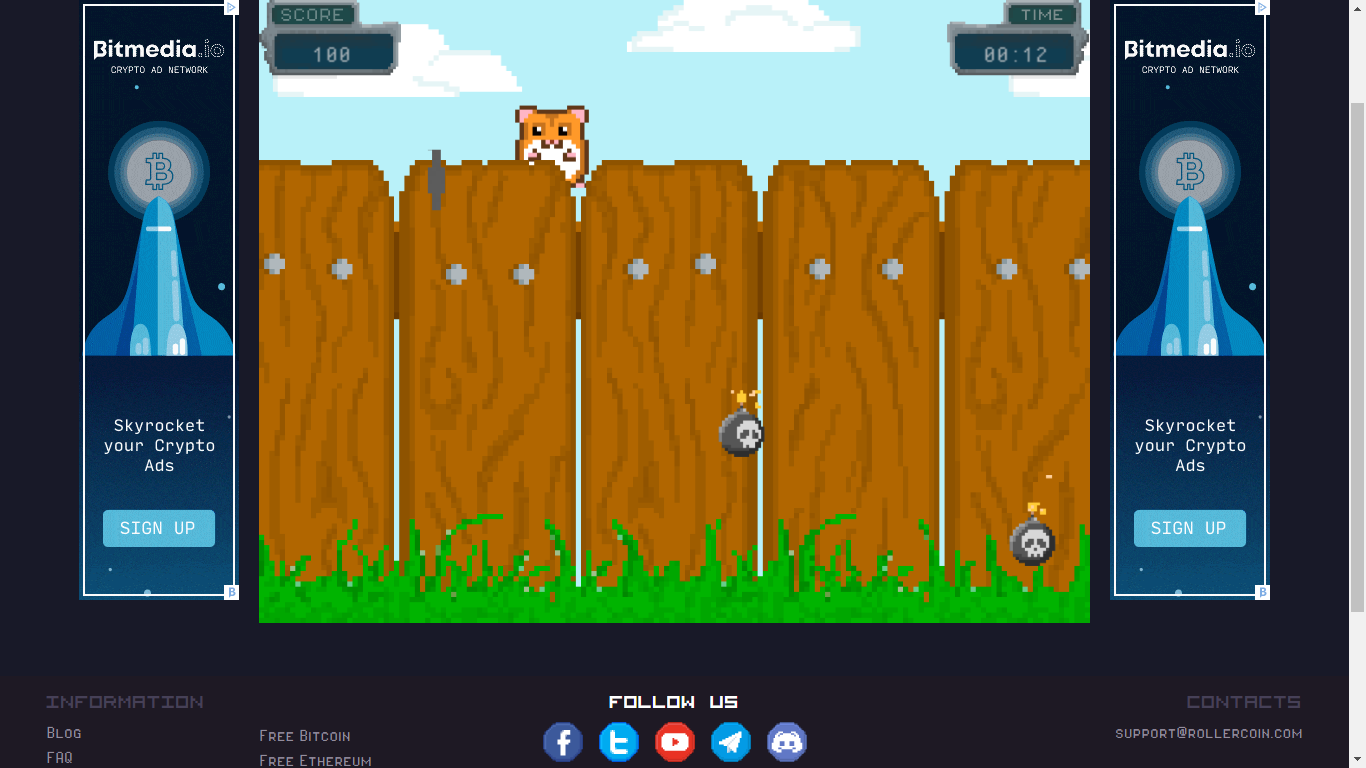 SCORE
100
TIME
00:12
Bitmedia.io
CRYPTO AD NETWORK
Skyrocket
your Crypto
Ads
SIGN UP
Bitmedia.io
CRYPTO AD NETWORK
Skyrocket
your Crypto
Ads
SIGN UP
INFORMATION
Blog
FAQ
Free Bitcoin
Free Ethereum
FOLLOW US
CONTACTS
support@rollercoin.com